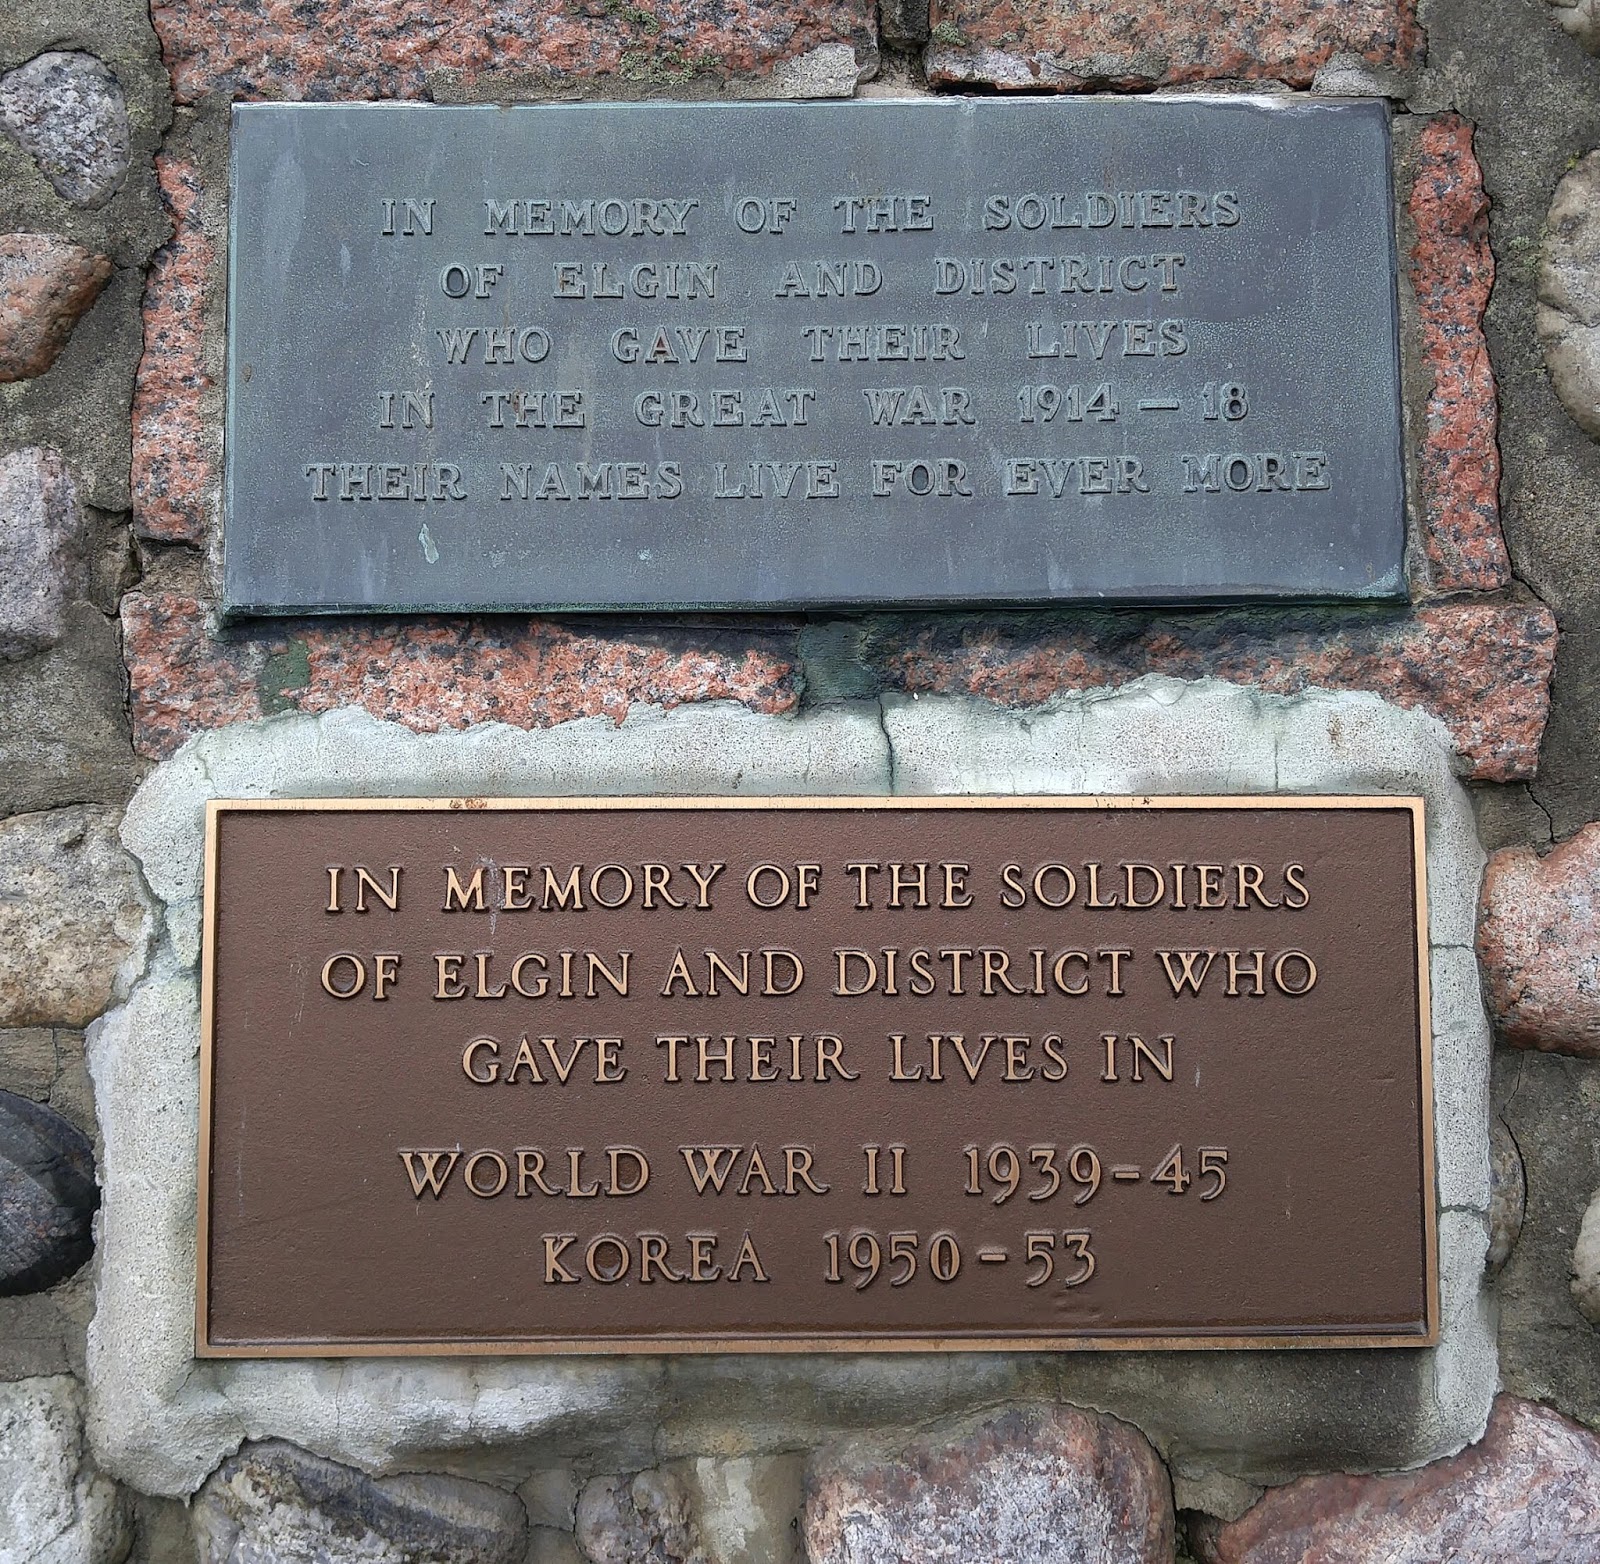 IN MEMORY OF THE SOLDIERS
OF ELGIN AND DISTRICT
WHO GAVE THEIR LIVES
IN THE GREAT WAR 1914 — 18
THEIR NAMES LIVE FOR EVER MORE
IN MEMORY OF THE SOLDIERS
OF ELGIN AND DISTRICT WHO
GAVE THEIR LIVES IN
WORLD WAR II 1939-45
KOREA 1950-53